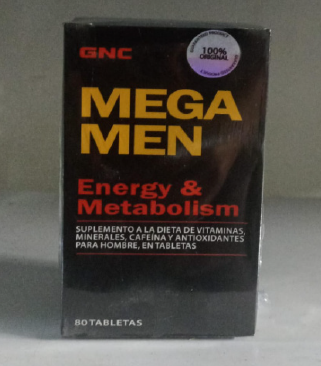 GNC
100%
ORIGINAL
MEGA
MEN
Energy &
Metabolism
SUPLEMENTO A LA DIETA DE VITAMINAS,
MINERALES, CAFEÍNA Y ANTIOXIDANTES
PARA HOMBRE, EN TABLETAS
80 TABLETAS